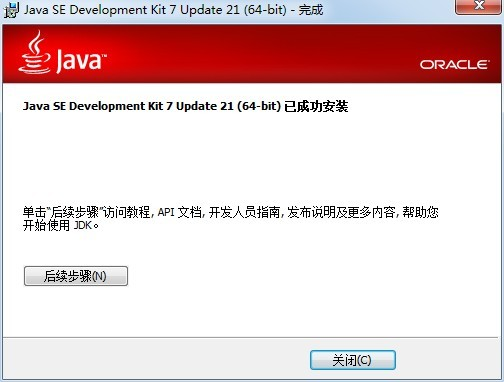 Java SE Development Kit 7 Update 21 (64-bit) - 完成
Java™
ORACLE®
Java SE Development Kit 7 Update 21 (64-bit) 已成功安装
单击“后续步骤”访问教程, API 文档, 开发人员指南, 发布说明及更多内容, 帮助您
开始使用 JDK。
后续步骤(N)
关闭(C)